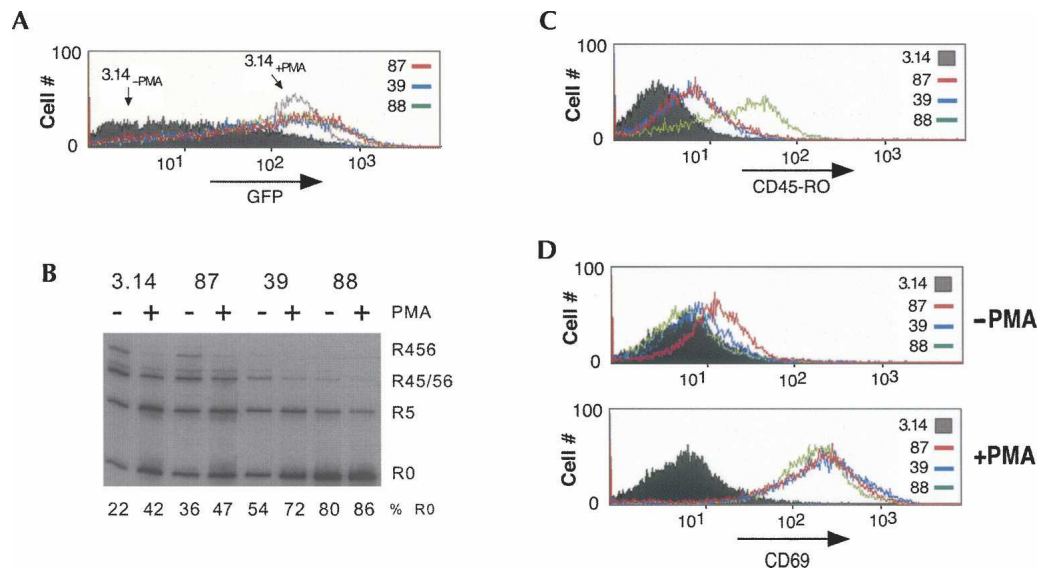 A
100
Cell #
0
3.14 -PMA
3.14 +PMA
87
39
88
10¹ 10² 10³
GFP
C
100
Cell #
0
3.14
87
39
88
10¹ 10² 10³
CD45-RO
B
3.14 87 39 88
- + - + - + - + PMA
R456
R45/56
R5
R0
22 42 36 47 54 72 80 86 % R0
D
100
Cell #
0
3.14
87
39
88
10¹ 10² 10³
-PMA
100
Cell #
0
3.14
87
39
88
10¹ 10² 10³
+PMA
CD69